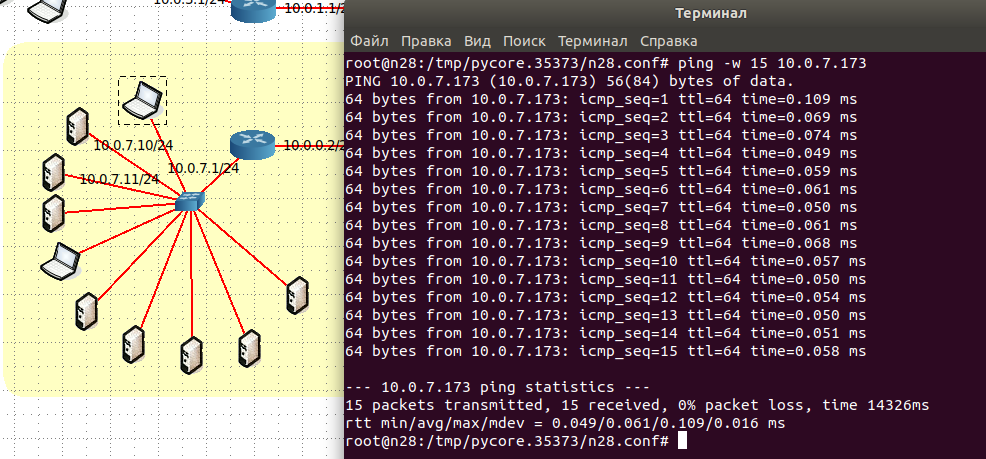 10.0.5.1/24
10.0.1.1/2
10.0.7.10/24
10.0.7.11/24
10.0.7.1/24
10.0.0.2/2
Терминал
Файл Правка Вид Поиск Терминал Справка
root@n28:/tmp/pycore.35373/n28.conf# ping -w 15 10.0.7.173
PING 10.0.7.173 (10.0.7.173) 56(84) bytes of data.
64 bytes from 10.0.7.173: icmp_seq=1 ttl=64 time=0.109 ms
64 bytes from 10.0.7.173: icmp_seq=2 ttl=64 time=0.069 ms
64 bytes from 10.0.7.173: icmp_seq=3 ttl=64 time=0.074 ms
64 bytes from 10.0.7.173: icmp_seq=4 ttl=64 time=0.049 ms
64 bytes from 10.0.7.173: icmp_seq=5 ttl=64 time=0.059 ms
64 bytes from 10.0.7.173: icmp_seq=6 ttl=64 time=0.061 ms
64 bytes from 10.0.7.173: icmp_seq=7 ttl=64 time=0.050 ms
64 bytes from 10.0.7.173: icmp_seq=8 ttl=64 time=0.061 ms
64 bytes from 10.0.7.173: icmp_seq=9 ttl=64 time=0.068 ms
64 bytes from 10.0.7.173: icmp_seq=10 ttl=64 time=0.057 ms
64 bytes from 10.0.7.173: icmp_seq=11 ttl=64 time=0.050 ms
64 bytes from 10.0.7.173: icmp_seq=12 ttl=64 time=0.054 ms
64 bytes from 10.0.7.173: icmp_seq=13 ttl=64 time=0.050 ms
64 bytes from 10.0.7.173: icmp_seq=14 ttl=64 time=0.051 ms
64 bytes from 10.0.7.173: icmp_seq=15 ttl=64 time=0.058 ms
--- 10.0.7.173 ping statistics ---
15 packets transmitted, 15 received, 0% packet loss, time 14326ms
rtt min/avg/max/mdev = 0.049/0.061/0.109/0.016 ms
root@n28:/tmp/pycore.35373/n28.conf#